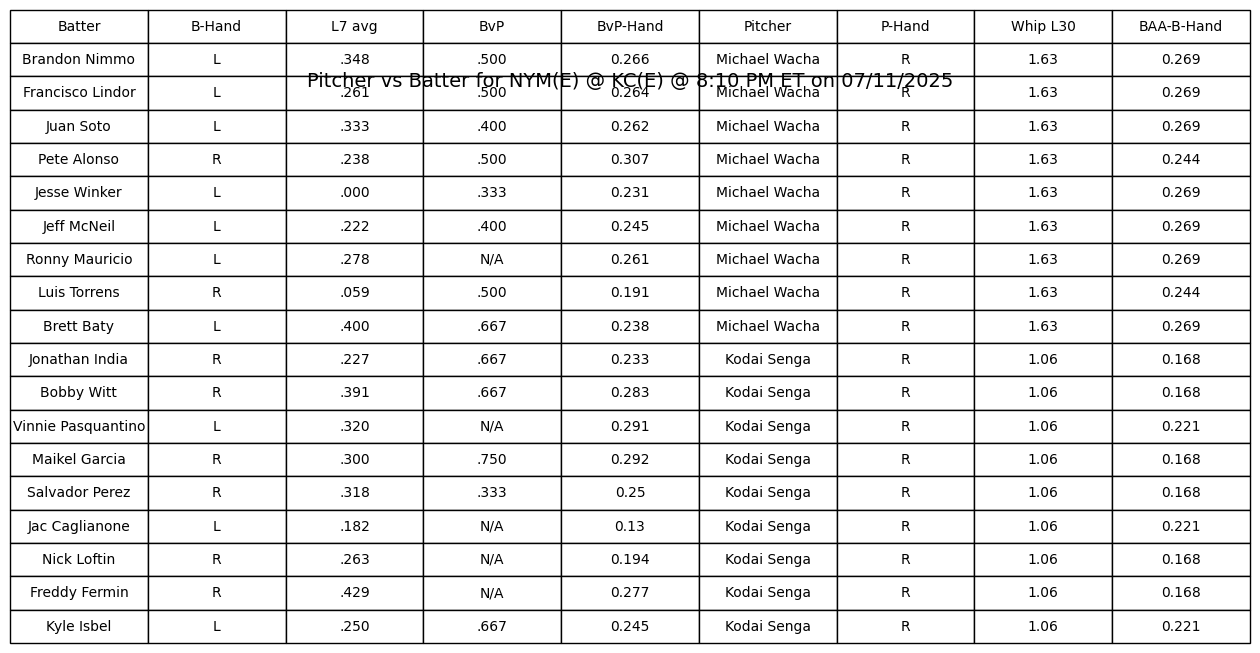 Batter B-Hand L7 avg BvP BvP-Hand Pitcher P-Hand Whip L30 BAA-B-Hand
Brandon Nimmo L .348 .500 0.266 Michael Wacha R 1.63 0.269
Pitcher vs Batter for NYM(E) @ KC(E) @ 8:10 PM ET on 07/11/2025
Francisco Lindor L .261 .500 0.264 Michael Wacha R 1.63 0.269
Juan Soto L .333 .400 0.262 Michael Wacha R 1.63 0.269
Pete Alonso R .238 .500 0.307 Michael Wacha R 1.63 0.244
Jesse Winker L .000 .333 0.231 Michael Wacha R 1.63 0.269
Jeff McNeil L .222 .400 0.245 Michael Wacha R 1.63 0.269
Ronny Mauricio L .278 N/A 0.261 Michael Wacha R 1.63 0.269
Luis Torrens R .059 .500 0.191 Michael Wacha R 1.63 0.244
Brett Baty L .400 .667 0.238 Michael Wacha R 1.63 0.269
Jonathan India R .227 .667 0.233 Kodai Senga R 1.06 0.168
Bobby Witt R .391 .667 0.283 Kodai Senga R 1.06 0.168
Vinnie Pasquantino L .320 N/A 0.291 Kodai Senga R 1.06 0.221
Maikel Garcia R .300 .750 0.292 Kodai Senga R 1.06 0.168
Salvador Perez R .318 .333 0.25 Kodai Senga R 1.06 0.168
Jac Caglianone L .182 N/A 0.13 Kodai Senga R 1.06 0.221
Nick Loftin R .263 N/A 0.194 Kodai Senga R 1.06 0.168
Freddy Fermin R .429 N/A 0.277 Kodai Senga R 1.06 0.168
Kyle Isbel L .250 .667 0.245 Kodai Senga R 1.06 0.221